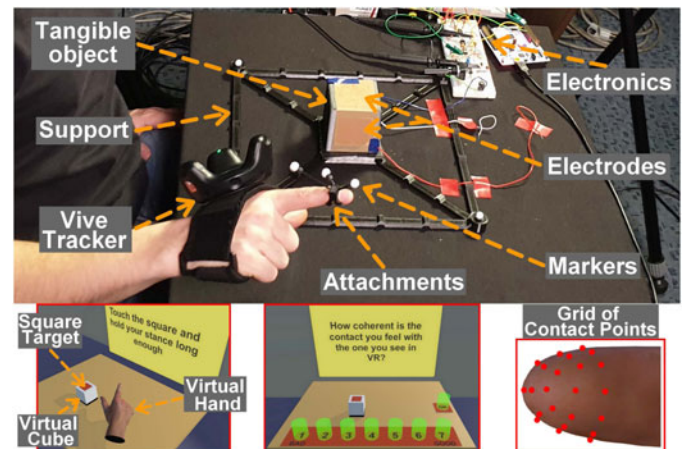 Tangible
object
Electronics
Support
Electrodes
Vive
Tracker
Attachments
Markers
Square
Target
Touch the square and
hold your stance long
enough
Virtual
Hand
Virtual
Cube
How coherent is the
contact you feel with
the one you see in
VR?
1 2 3 4 5 6 7
Grid of
Contact Points